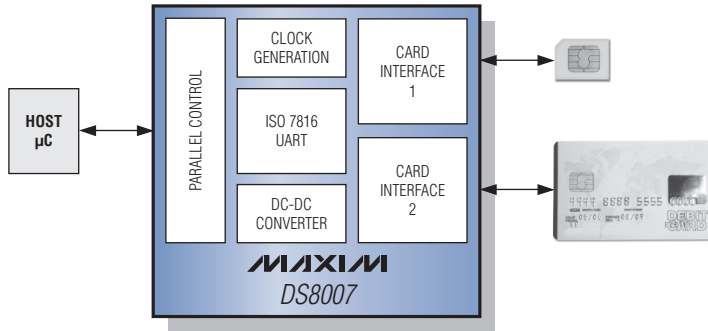 HOST
µC
PARALLEL CONTROL
CLOCK
GENERATION
ISO 7816
UART
DC-DC
CONVERTER
CARD
INTERFACE
1
CARD
INTERFACE
2
MAXIM
DS8007
5555
DEBIT
CARD